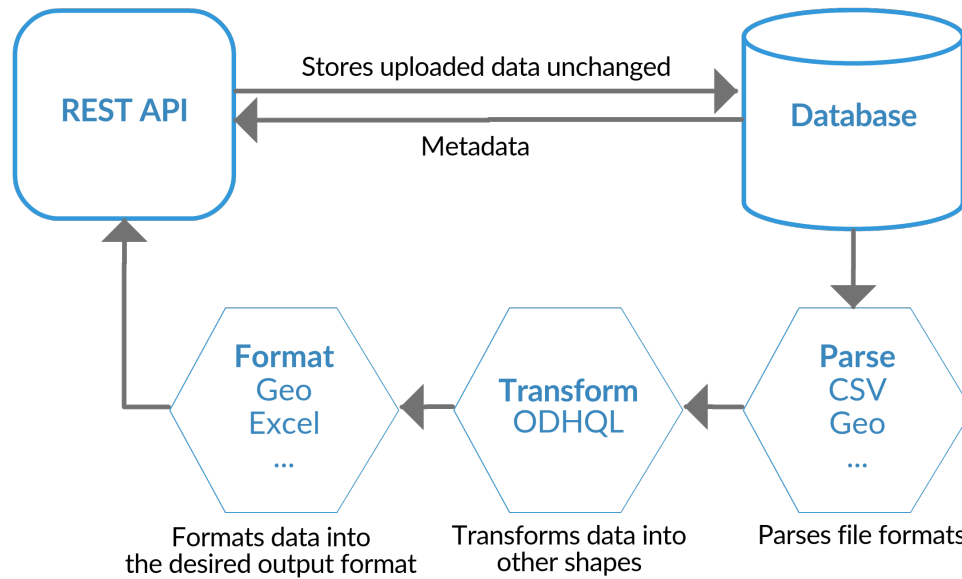 REST API
Stores uploaded data unchanged
Metadata
Database
Format
Geo
Excel
...
Transform
ODHQL
Parse
CSV
Geo
...
Formats data into
the desired output format
Transforms data into
other shapes
Parses file formats